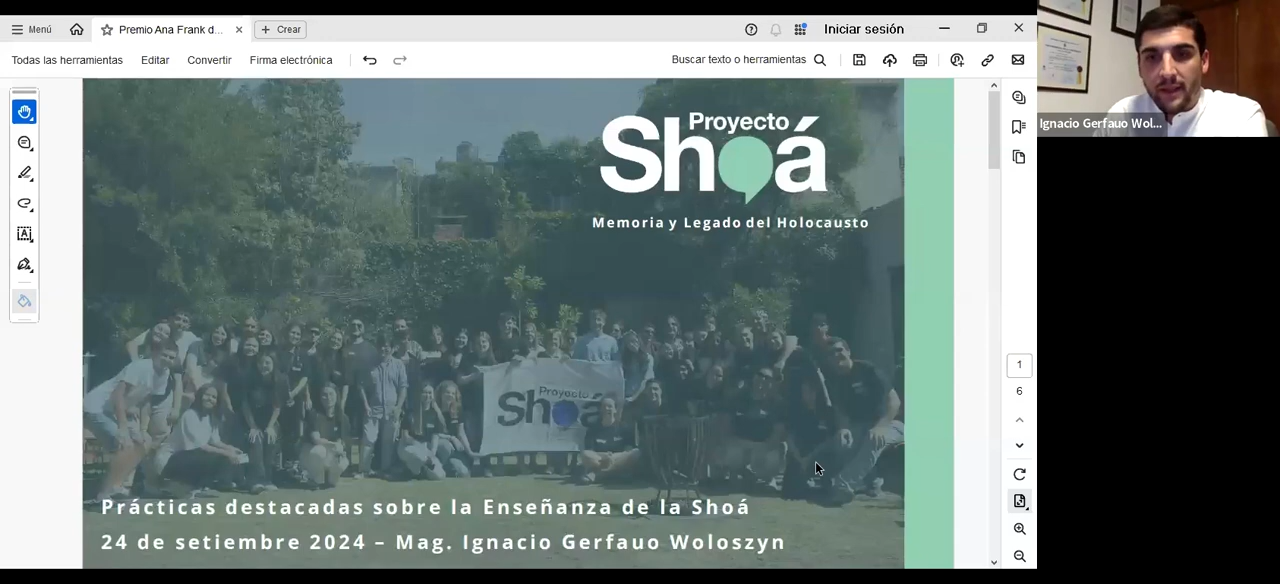 Menú
Premio Ana Frank d...
Crear
Iniciar sesión
Todas las herramientas
Editar
Convertir
Firma electrónica
Buscar texto o herramientas
Ignacio Gerfauo Wol...
Proyecto
Shoá
Memoria y Legado del Holocausto
1
6
Proyecto
Shoá
Prácticas destacadas sobre la Enseñanza de la Shoá
24 de setiembre 2024 – Mag. Ignacio Gerfauo Woloszyn